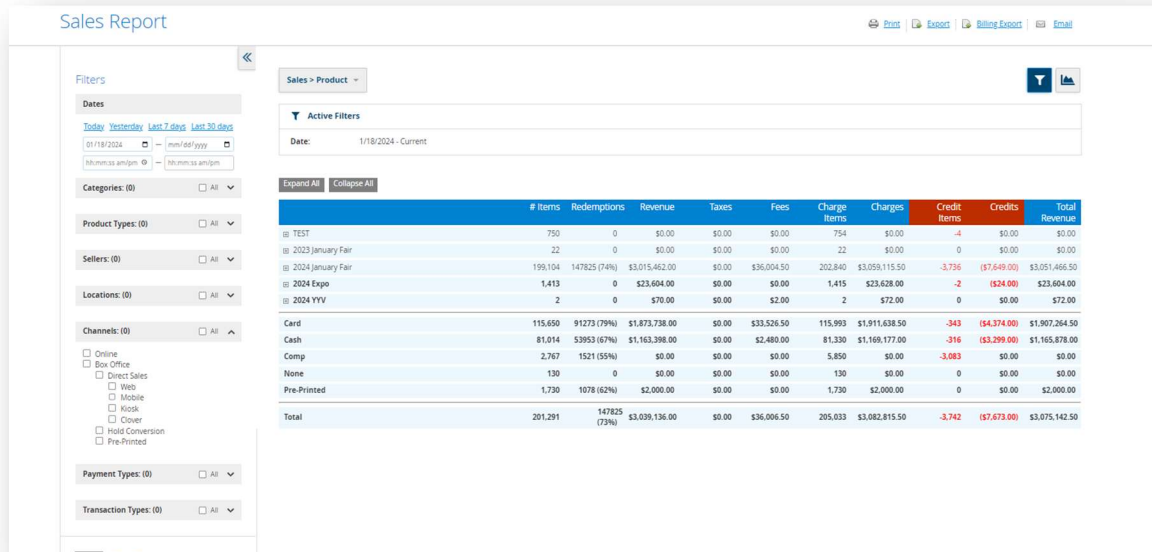 Sales Report
Print Export Billing Export Email
Filters
Dates
Today Yesterday Last 7 days Last 30 days
01/18/2024 — mm/dd/yyyy
hh:mm:ss am/pm — hh:mm:ss am/pm
Categories: (0) All
Product Types: (0) All
Sellers: (0) All
Locations: (0) All
Channels: (0) All
Online
Box Office
Direct Sales
Web
Mobile
Kiosk
Clover
Hold Conversion
Pre-Printed
Payment Types: (0) All
Transaction Types: (0) All
Sales > Product
Active Filters
Date: 1/18/2024 - Current
Expand All Collapse All
# Items Redemptions Revenue Taxes Fees Charge Items Charges Credit Items Credits Total Revenue
TEST 750 0 $0.00 $0.00 $0.00 754 $0.00 -4 $0.00 $0.00
2023 January Fair 22 0 $0.00 $0.00 $0.00 22 $0.00 0 $0.00 $0.00
2024 January Fair 199,104 147825 (74%) $3,015,462.00 $0.00 $36,004.50 202,840 $3,059,115.50 -3,736 ($7,649.00) $3,051,466.50
2024 Expo 1,413 0 $23,604.00 $0.00 $0.00 1,415 $23,628.00 -2 ($24.00) $23,604.00
2024 YYV 2 0 $70.00 $0.00 $2.00 2 $72.00 0 $0.00 $72.00
Card 115,650 91273 (79%) $1,873,738.00 $0.00 $33,526.50 115,993 $1,911,638.50 -343 ($4,374.00) $1,907,264.50
Cash 81,014 53953 (67%) $1,163,398.00 $0.00 $2,480.00 81,330 $1,169,177.00 -316 ($3,299.00) $1,165,878.00
Comp 2,767 1521 (55%) $0.00 $0.00 $0.00 5,850 $0.00 -3,083 $0.00 $0.00
None 130 0 $0.00 $0.00 $0.00 130 $0.00 0 $0.00 $0.00
Pre-Printed 1,730 1078 (62%) $2,000.00 $0.00 $0.00 1,730 $2,000.00 0 $0.00 $2,000.00
Total 201,291 147825 (73%) $3,039,136.00 $0.00 $36,006.50 205,033 $3,082,815.50 -3,742 ($7,673.00) $3,075,142.50